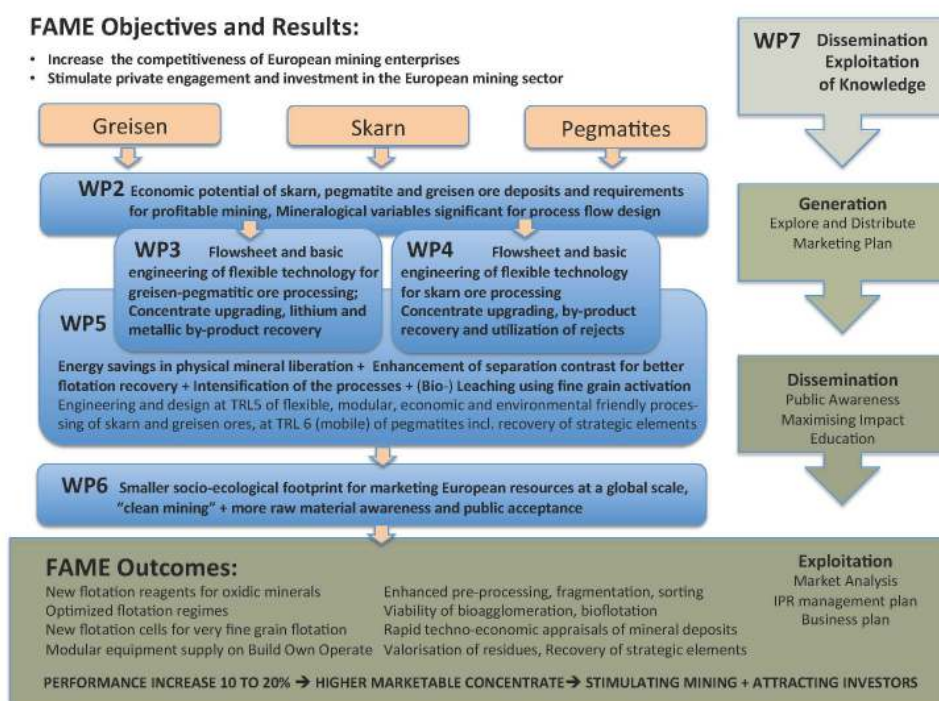 FAME Objectives and Results:
• Increase the competitiveness of European mining enterprises
• Stimulate private engagement and investment in the European mining sector
Greisen
Skarn
Pegmatites
WP2 Economic potential of skarn, pegmatite and greisen ore deposits and requirements
for profitable mining, Mineralogical variables significant for process flow design
WP3 Flowsheet and basic
engineering of flexible technology for
greisen-pegmatitic ore processing;
Concentrate upgrading, lithium and
metallic by-product recovery
WP4 Flowsheet and basic
engineering of flexible technology
for skarn ore processing
Concentrate upgrading, by-product
recovery and utilization of rejects
WP5
Energy savings in physical mineral liberation + Enhancement of separation contrast for better
flotation recovery + Intensification of the processes + (Bio-) Leaching using fine grain activation
Engineering and design at TRL5 of flexible, modular, economic and environmental friendly proces-
sing of skarn and greisen ores, at TRL 6 (mobile) of pegmatites incl. recovery of strategic elements
WP6 Smaller socio-ecological footprint for marketing European resources at a global scale,
"clean mining" + more raw material awareness and public acceptance
FAME Outcomes:
New flotation reagents for oxidic minerals
Optimized flotation regimes
New flotation cells for very fine grain flotation
Modular equipment supply on Build Own Operate
Enhanced pre-processing, fragmentation, sorting
Viability of bioagglomeration, bioflotation
Rapid techno-economic appraisals of mineral deposits
Valorisation of residues, Recovery of strategic elements
PERFORMANCE INCREASE 10 TO 20% → HIGHER MARKETABLE CONCENTRATE → STIMULATING MINING + ATTRACTING INVESTORS
WP7 Dissemination
Exploitation
of Knowledge
Generation
Explore and Distribute
Marketing Plan
Dissemination
Public Awareness
Maximising Impact
Education
Exploitation
Market Analysis
IPR management plan
Business plan